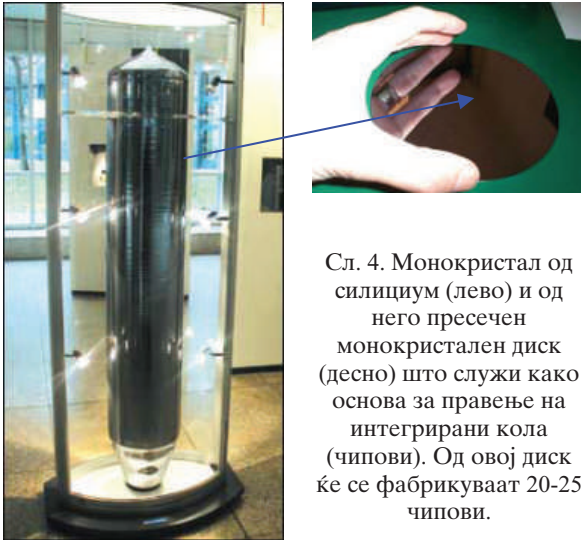 Сл. 4. Монокристал од
силициум (лево) и од
него пресечен
монокристален диск
(десно) што служи како
основа за правење на
интегрирани кола
(чипови). Од овој диск
ќе се фабрикуваат 20-25
чипови.